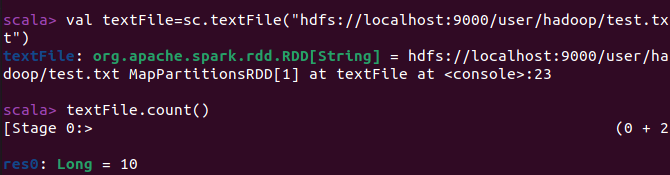 scala> val textFile=sc.textFile("hdfs://localhost:9000/user/hadoop/test.tx
t")
textFile: org.apache.spark.rdd.RDD[String] = hdfs://localhost:9000/user/ha
doop/test.txt MapPartitionsRDD[1] at textFile at <console>:23
scala> textFile.count()
[Stage 0:> (0 + 2
res0: Long = 10